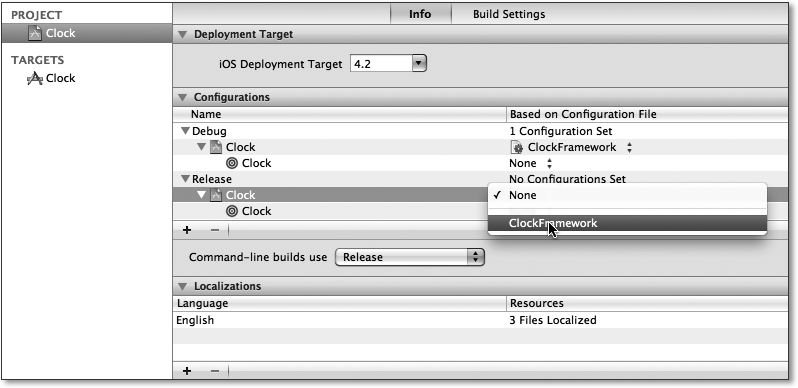 PROJECT
Clock
TARGETS
Clock
Info Build Settings
Deployment Target
iOS Deployment Target 4.2
Configurations
Name Based on Configuration File
Debug 1 Configuration Set
Clock ClockFramework
Clock None
Release No Configurations Set
Clock ✓ None
Clock ClockFramework
+ −
Command-line builds use Release
Localizations
Language Resources
English 3 Files Localized
+ −